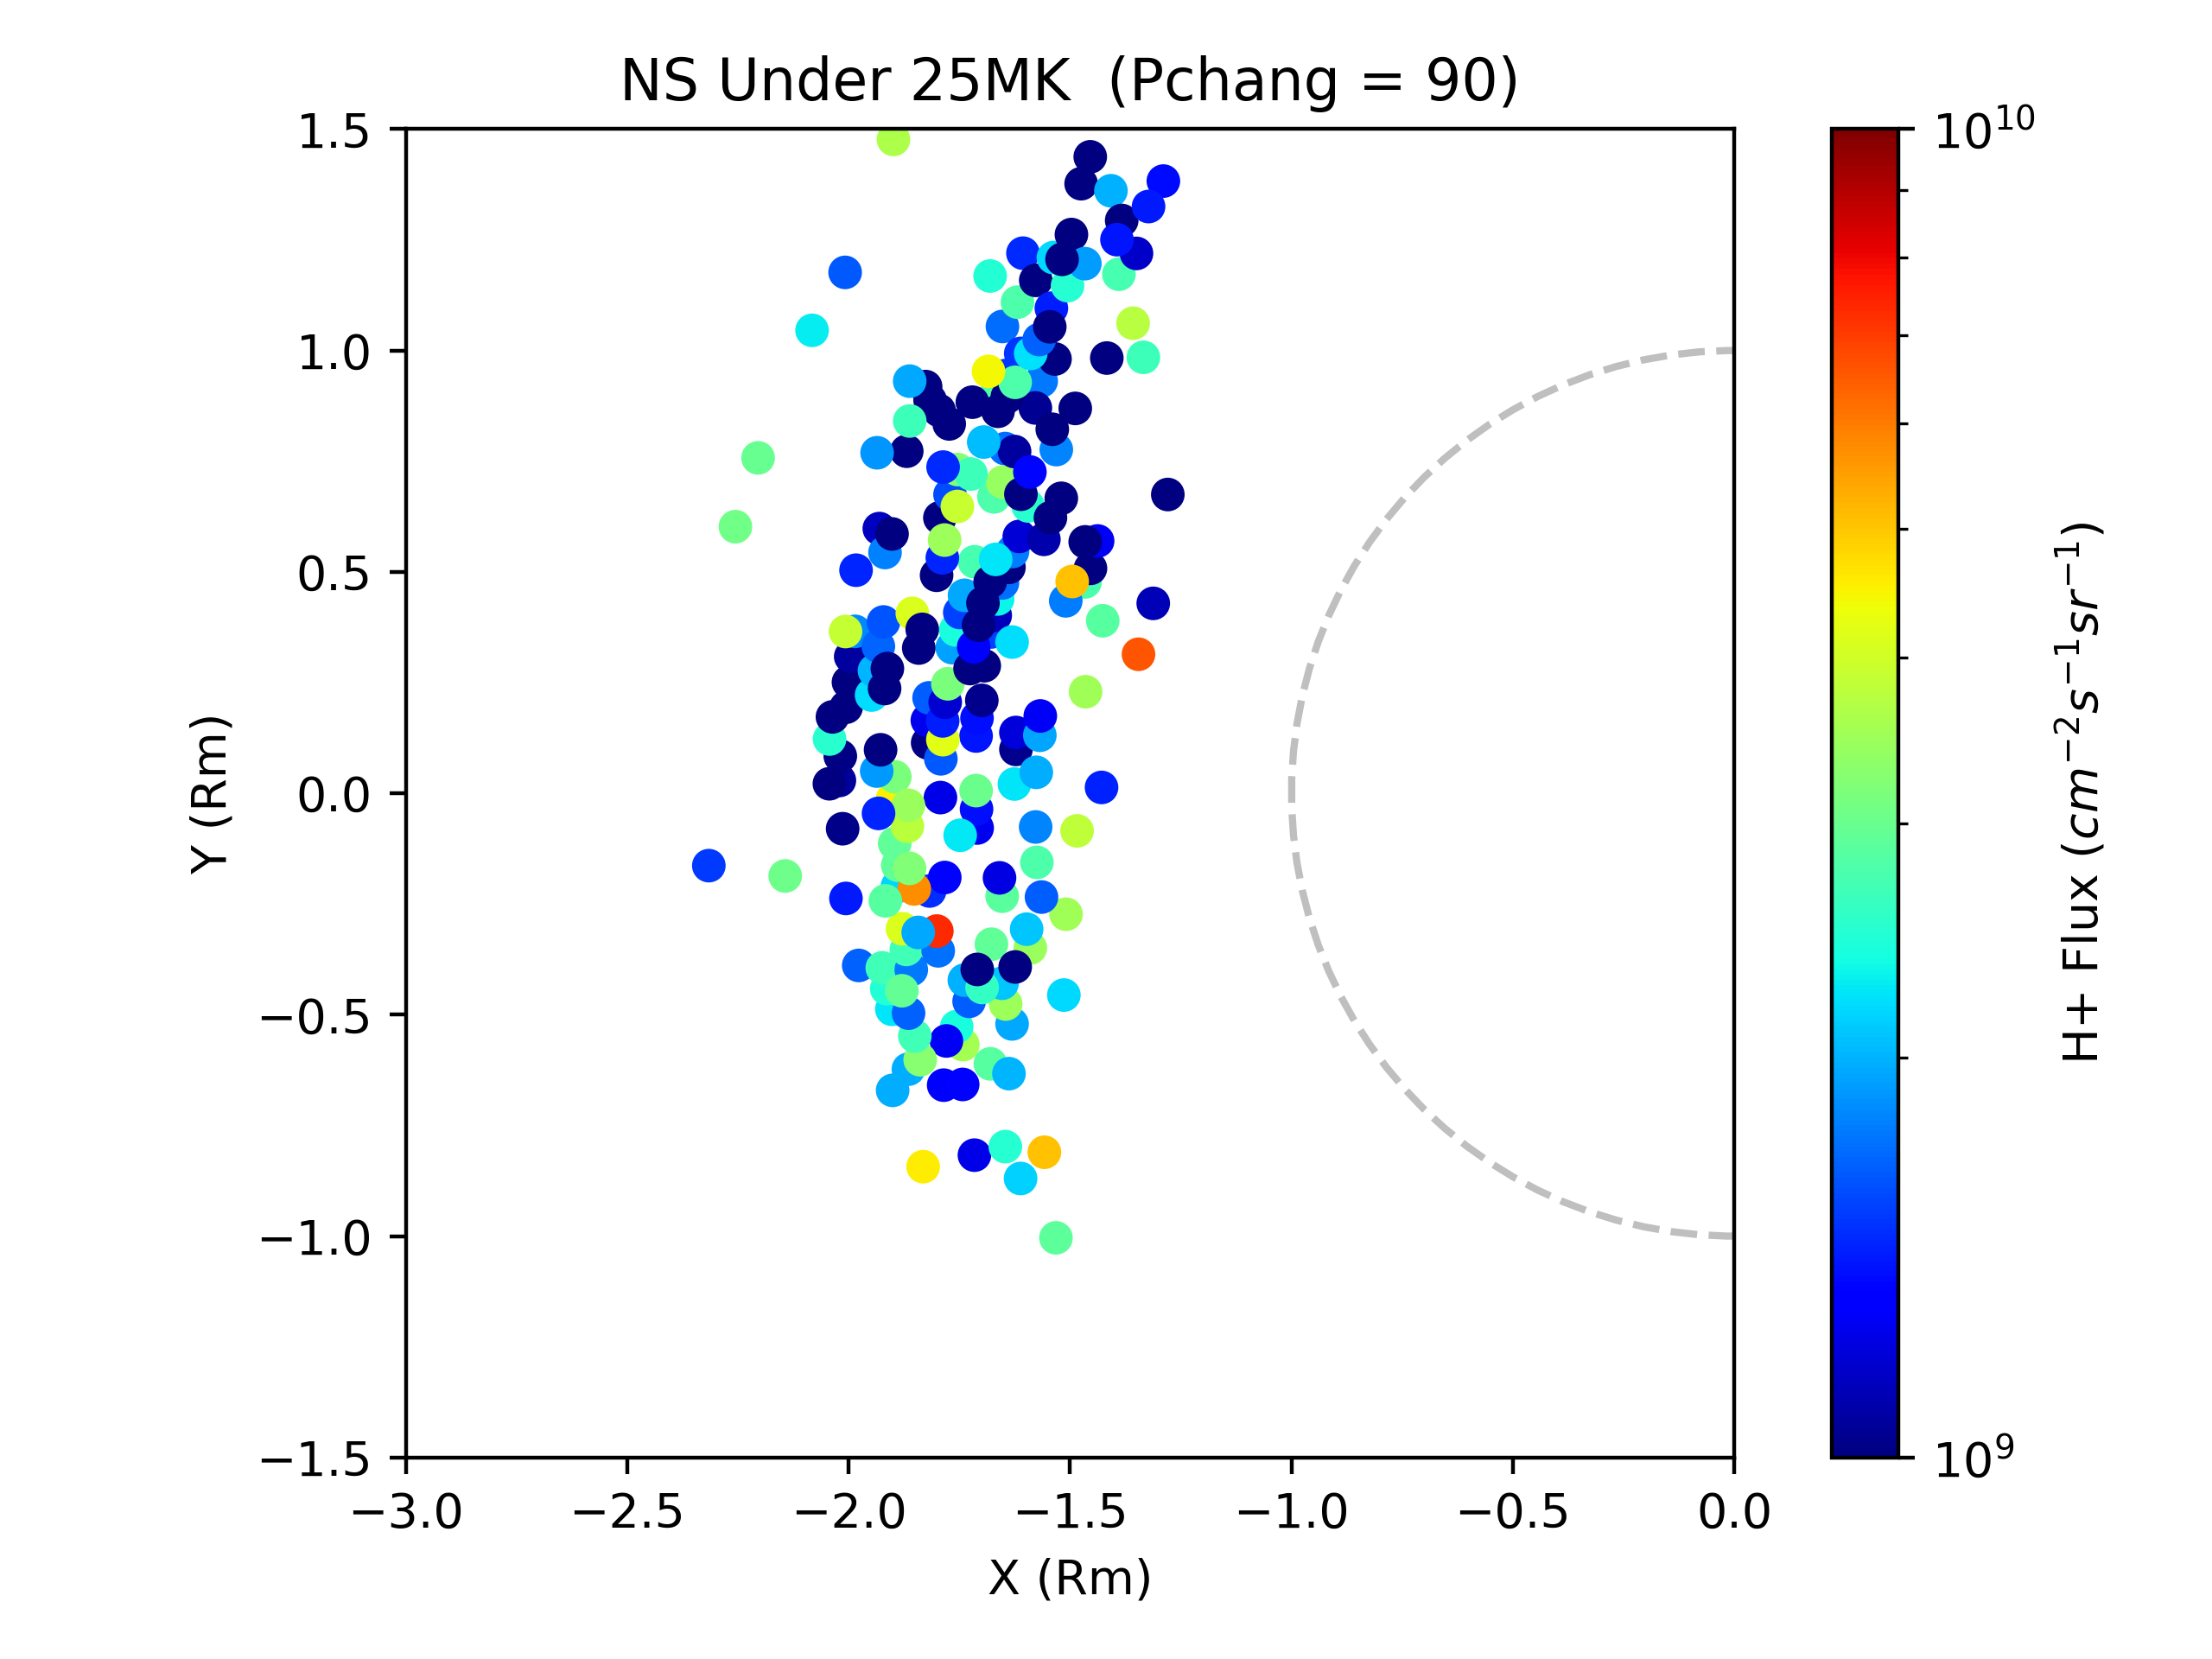 NS Under 25MK  (Pchang = 90)
1.5
1.0
0.5
0.0
−0.5
−1.0
−1.5
Y (Rm)
−3.0 −2.5 −2.0 −1.5 −1.0 −0.5 0.0
X (Rm)
10¹⁰
10⁹
H+ Flux (cm⁻²s⁻¹sr⁻¹)